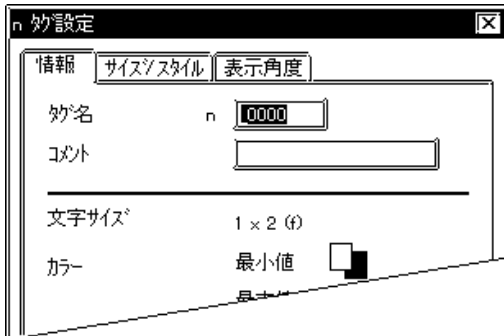 n ﾀｸﾞ設定
情報 ｻｲｽﾞ/ｽﾀｲﾙ 表示角度
ﾀｸﾞ名 n 0000
ｺﾒﾝﾄ
文字ｻｲｽﾞ 1 × 2 (f)
ｶﾗｰ 最小値